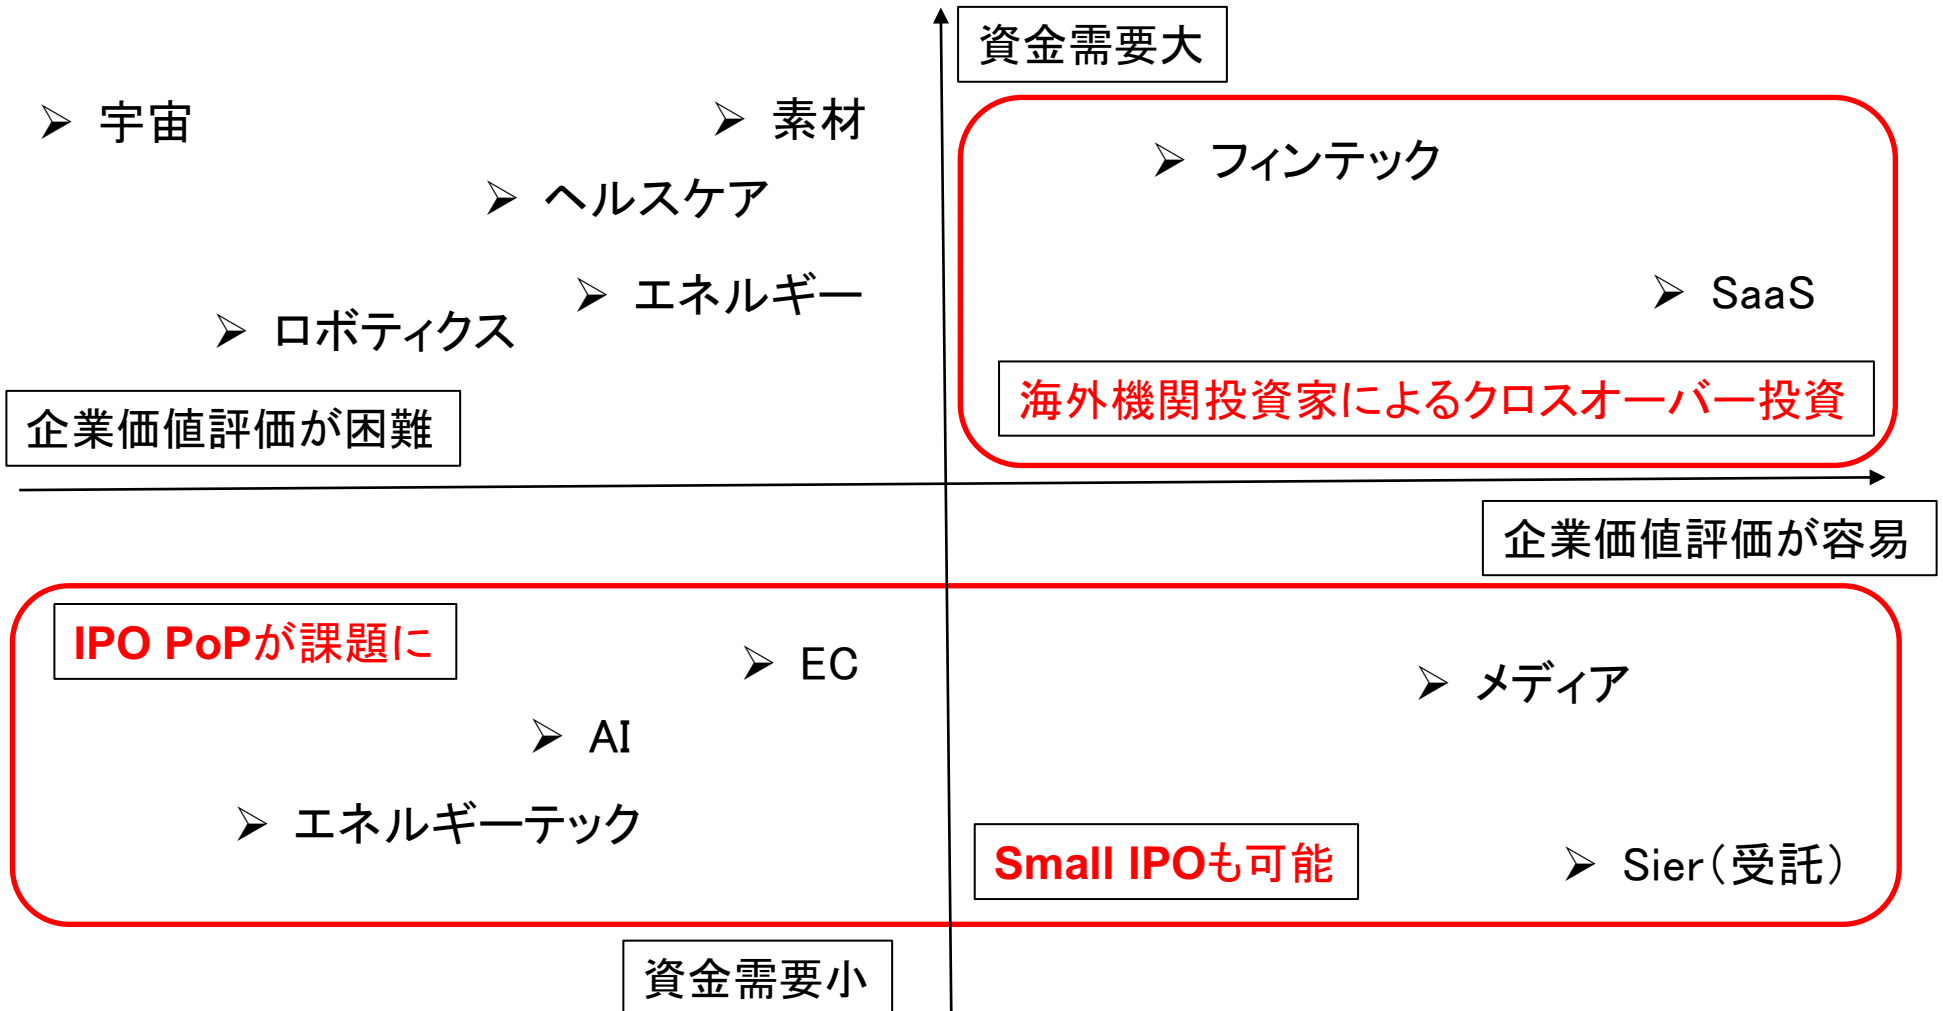 資金需要大
➢ 宇宙
➢ 素材
➢ フィンテック
➢ ヘルスケア
➢ エネルギー
➢ SaaS
➢ ロボティクス
海外機関投資家によるクロスオーバー投資
企業価値評価が困難
企業価値評価が容易
IPO PoPが課題に
➢ EC
➢ メディア
➢ AI
➢ エネルギーテック
Small IPOも可能
➢ Sier(受託)
資金需要小